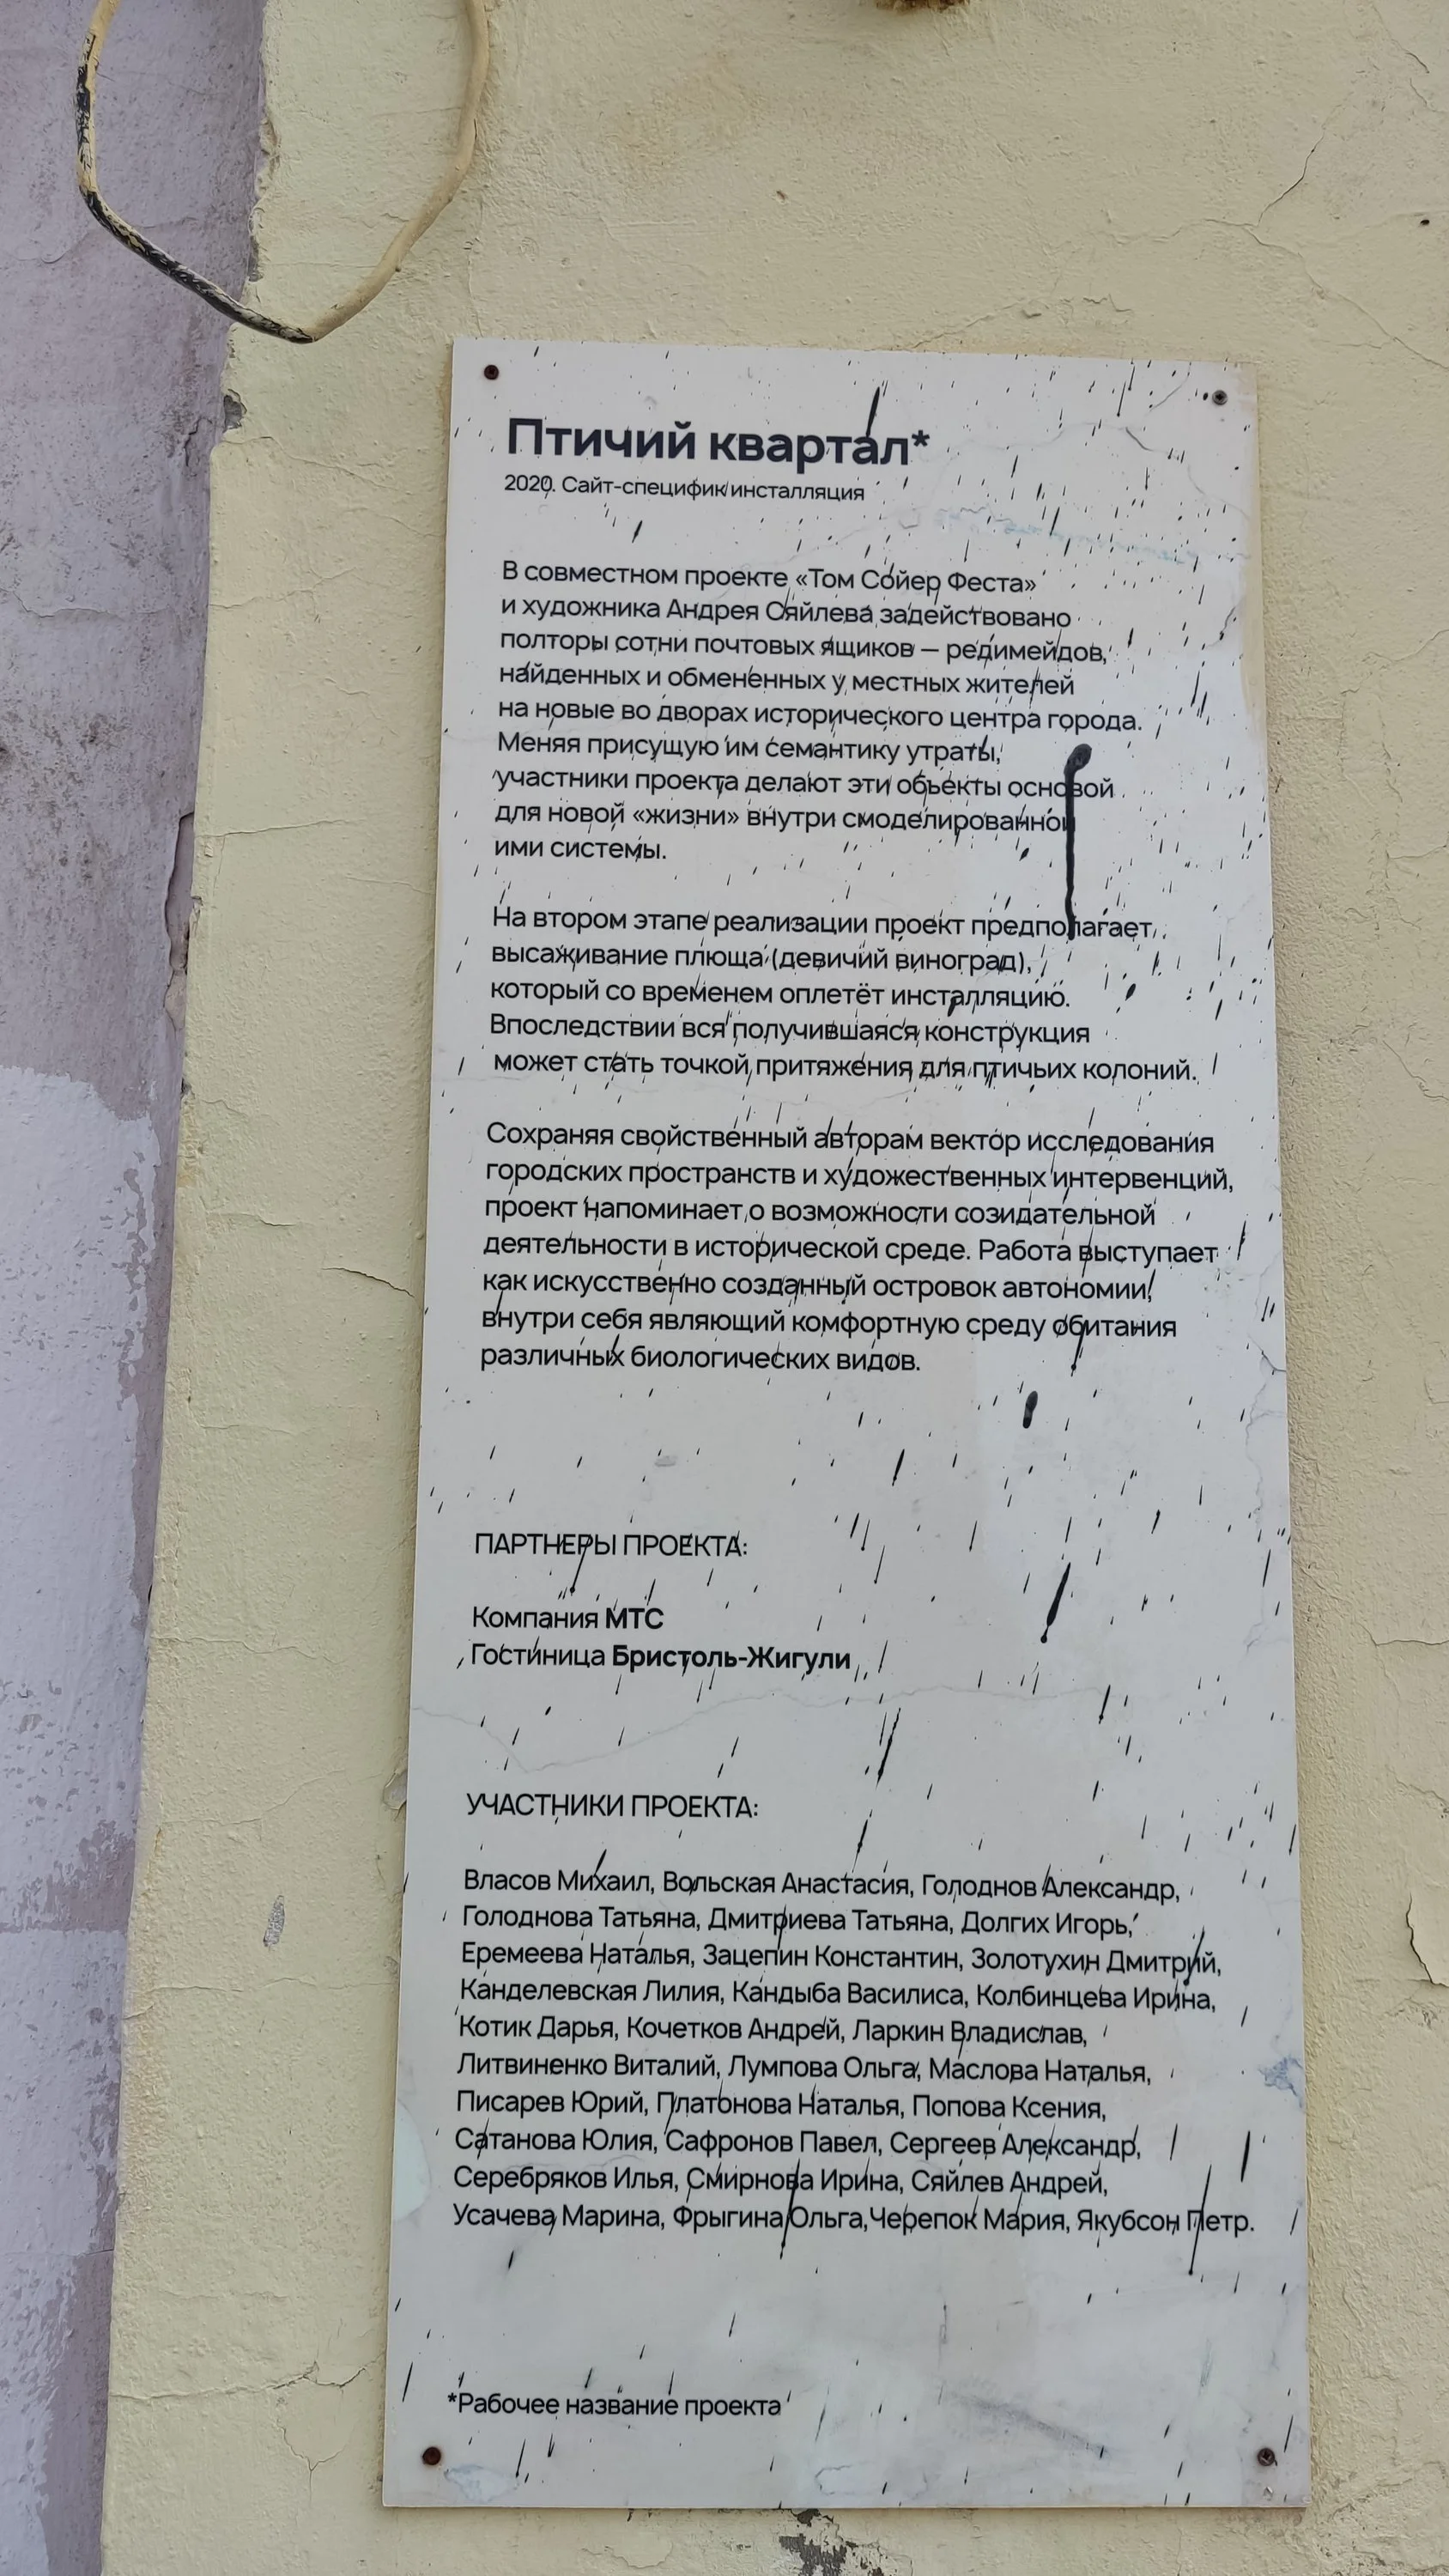 Птичий квартал*
2020. Сайт-специфик инсталляция
В совместном проекте «Том Сойер Феста»
и художника Андрея Сяйлева задействовано
полторы сотни почтовых ящиков — редимейдов,
найденных и обмененных у местных жителей
на новые во дворах исторического центра города.
Меняя присущую им семантику утраты,
участники проекта делают эти объекты основой
для новой «жизни» внутри смоделированной
ими системы.
На втором этапе реализации проект предполагает
высаживание плюща (девичий виноград),
который со временем оплетёт инсталляцию.
Впоследствии вся получившаяся конструкция
может стать точкой притяжения для птичьих колоний.
Сохраняя свойственный авторам вектор исследования
городских пространств и художественных интервенций,
проект напоминает о возможности созидательной
деятельности в исторической среде. Работа выступает
как искусственно созданный островок автономии,
внутри себя являющий комфортную среду обитания
различных биологических видов.
ПАРТНЕРЫ ПРОЕКТА:
Компания МТС
Гостиница Бристоль-Жигули
УЧАСТНИКИ ПРОЕКТА:
Власов Михаил, Вольская Анастасия, Голоднов Александр,
Голоднова Татьяна, Дмитриева Татьяна, Долгих Игорь,
Еремеева Наталья, Зацепин Константин, Золотухин Дмитрий,
Канделевская Лилия, Кандыба Василиса, Колбинцева Ирина,
Котик Дарья, Кочетков Андрей, Ларкин Владислав,
Литвиненко Виталий, Лумпова Ольга, Маслова Наталья,
Писарев Юрий, Платонова Наталья, Попова Ксения,
Сатанова Юлия, Сафронов Павел, Сергеев Александр,
Серебряков Илья, Смирнова Ирина, Сяйлев Андрей,
Усачева Марина, Фрыгина Ольга,Черепок Мария, Якубсон Петр.
*Рабочее название проекта